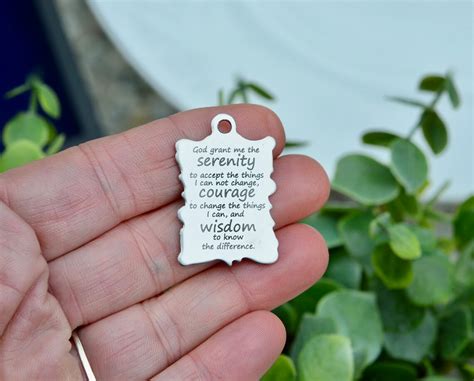 God grant me the
serenity
to accept the things
I can not change,
courage
to change the things
I can, and
wisdom
to know
the difference.